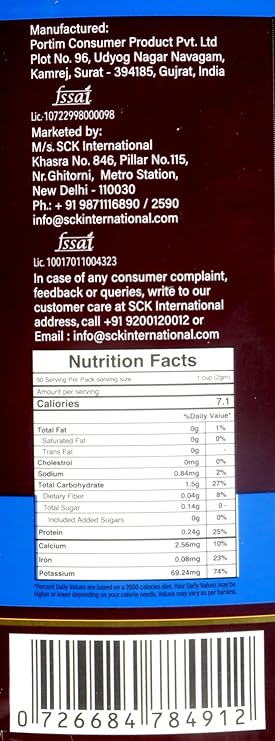 Manufactured:
Portim Consumer Product Pvt. Ltd
Plot No. 96, Udyog Nagar Navagam,
Kamrej, Surat - 394185, Gujrat, India
fssai
Lic.10722998000098
Marketed by:
M/s. SCK International
Khasra No. 846, Pillar No.115,
Nr.Ghitorni, Metro Station,
New Delhi - 110030
Ph.: + 91 9871116890 / 2590
info@sckinternational.com
fssai
Lic. 10017011004323
In case of any consumer complaint,
feedback or queries, write to our
customer care at SCK International
address, call +91 9200120012 or
Email : info@sckinternational.com
Nutrition Facts
50 Serving Per Pack serving size 1 cup (2gm)
Amount per serving
Calories 7.1
%Daily Value*
Total Fat 0g 1%
Saturated Fat 0g 0%
Trans Fat 0g -
Cholestrol 0mg 0%
Sodium 0.84mg 2%
Total Carbohydrate 1.5g 27%
Dietary Fiber 0.04g 8%
Total Sugar 0.14g 0 -
Included Added Sugars 0g 0%
Protein 0.24g 25%
Calcium 2.56mg 10%
Iron 0.08mg 23%
Potassium 69.24mg 74%
*Percent Daily Values are based on a 2000 calories diet. Your Daily Values may be
higher or lower depending on your calorie needs. Values may vary as per harvest.
0 726684 784912